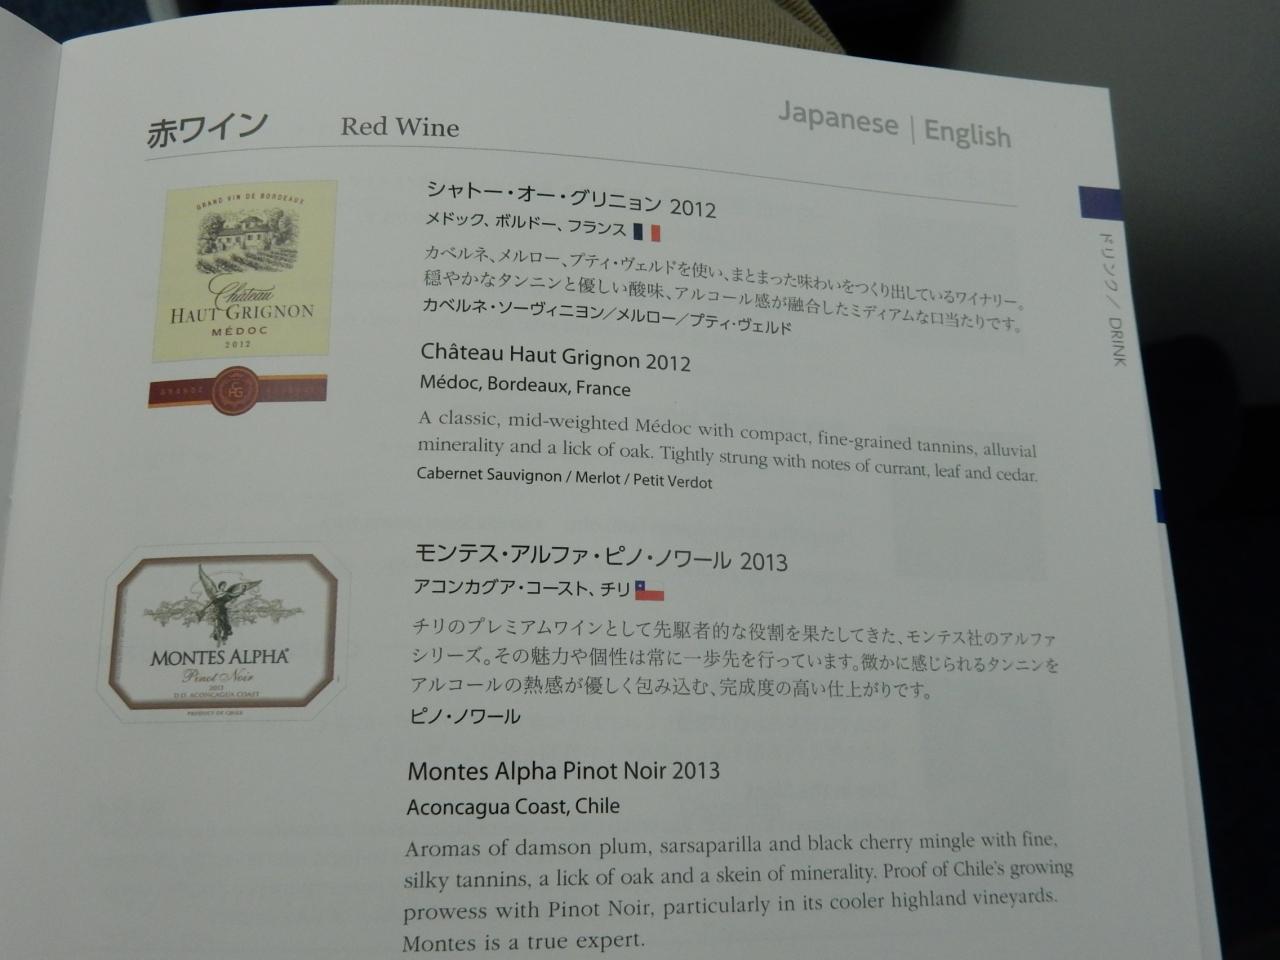 赤ワイン Red Wine
Japanese | English
GRAND VIN DE BORDEAUX
Château
HAUT GRIGNON
MÉDOC
2012
CHG
シャトー・オー・グリニョン 2012
メドック、ボルドー、フランス
カベルネ、メルロー、プティ・ヴェルドを使い、まとまった味わいをつくり出しているワイナリー。
穏やかなタンニンと優しい酸味、アルコール感が融合したミディアムな口当たりです。
カベルネ・ソーヴィニヨン／メルロー／プティ・ヴェルド
Château Haut Grignon 2012
Médoc, Bordeaux, France
A classic, mid-weighted Médoc with compact, fine-grained tannins, alluvial
minerality and a lick of oak. Tightly strung with notes of currant, leaf and cedar.
Cabernet Sauvignon / Merlot / Petit Verdot
ドリンク / DRINK
MONTES ALPHA
Pinot Noir
2013
D.O. ACONCAGUA COAST
PRODUCT OF CHILE
モンテス・アルファ・ピノ・ノワール 2013
アコンカグア・コースト、チリ
チリのプレミアムワインとして先駆者的な役割を果たしてきた、モンテス社のアルファ
シリーズ。その魅力や個性は常に一歩先を行っています。微かに感じられるタンニンを
アルコールの熱感が優しく包み込む、完成度の高い仕上がりです。
ピノ・ノワール
Montes Alpha Pinot Noir 2013
Aconcagua Coast, Chile
Aromas of damson plum, sarsaparilla and black cherry mingle with fine,
silky tannins, a lick of oak and a skein of minerality. Proof of Chile's growing
prowess with Pinot Noir, particularly in its cooler highland vineyards.
Montes is a true expert.